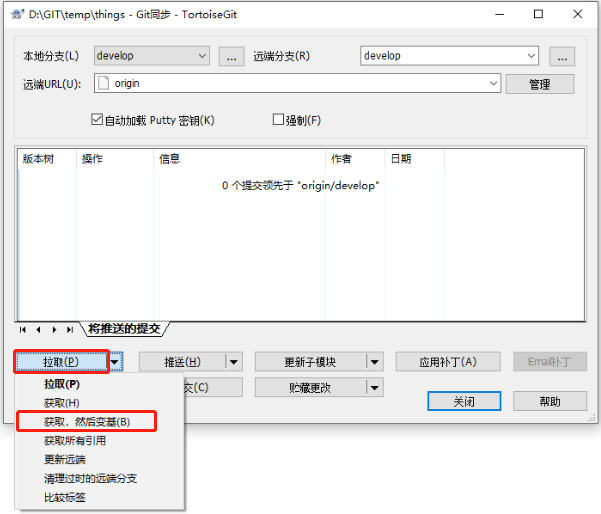 D:\GIT\temp\things - Git同步 - TortoiseGit
本地分支(L) develop ... 远端分支(R) develop ...
远端URL(U): origin 管理
自动加载 Putty 密钥(K) 强制(F)
版本树 操作 信息 作者 日期
0 个提交领先于 "origin/develop"
将推送的提交
拉取(P) 推送(H) 更新子模块 应用补丁(A) Email补丁
交(C) 贮藏更改
关闭 帮助
拉取(P)
获取(H)
获取，然后变基(B)
获取所有引用
更新远端
清理过时的远端分支
比较标签